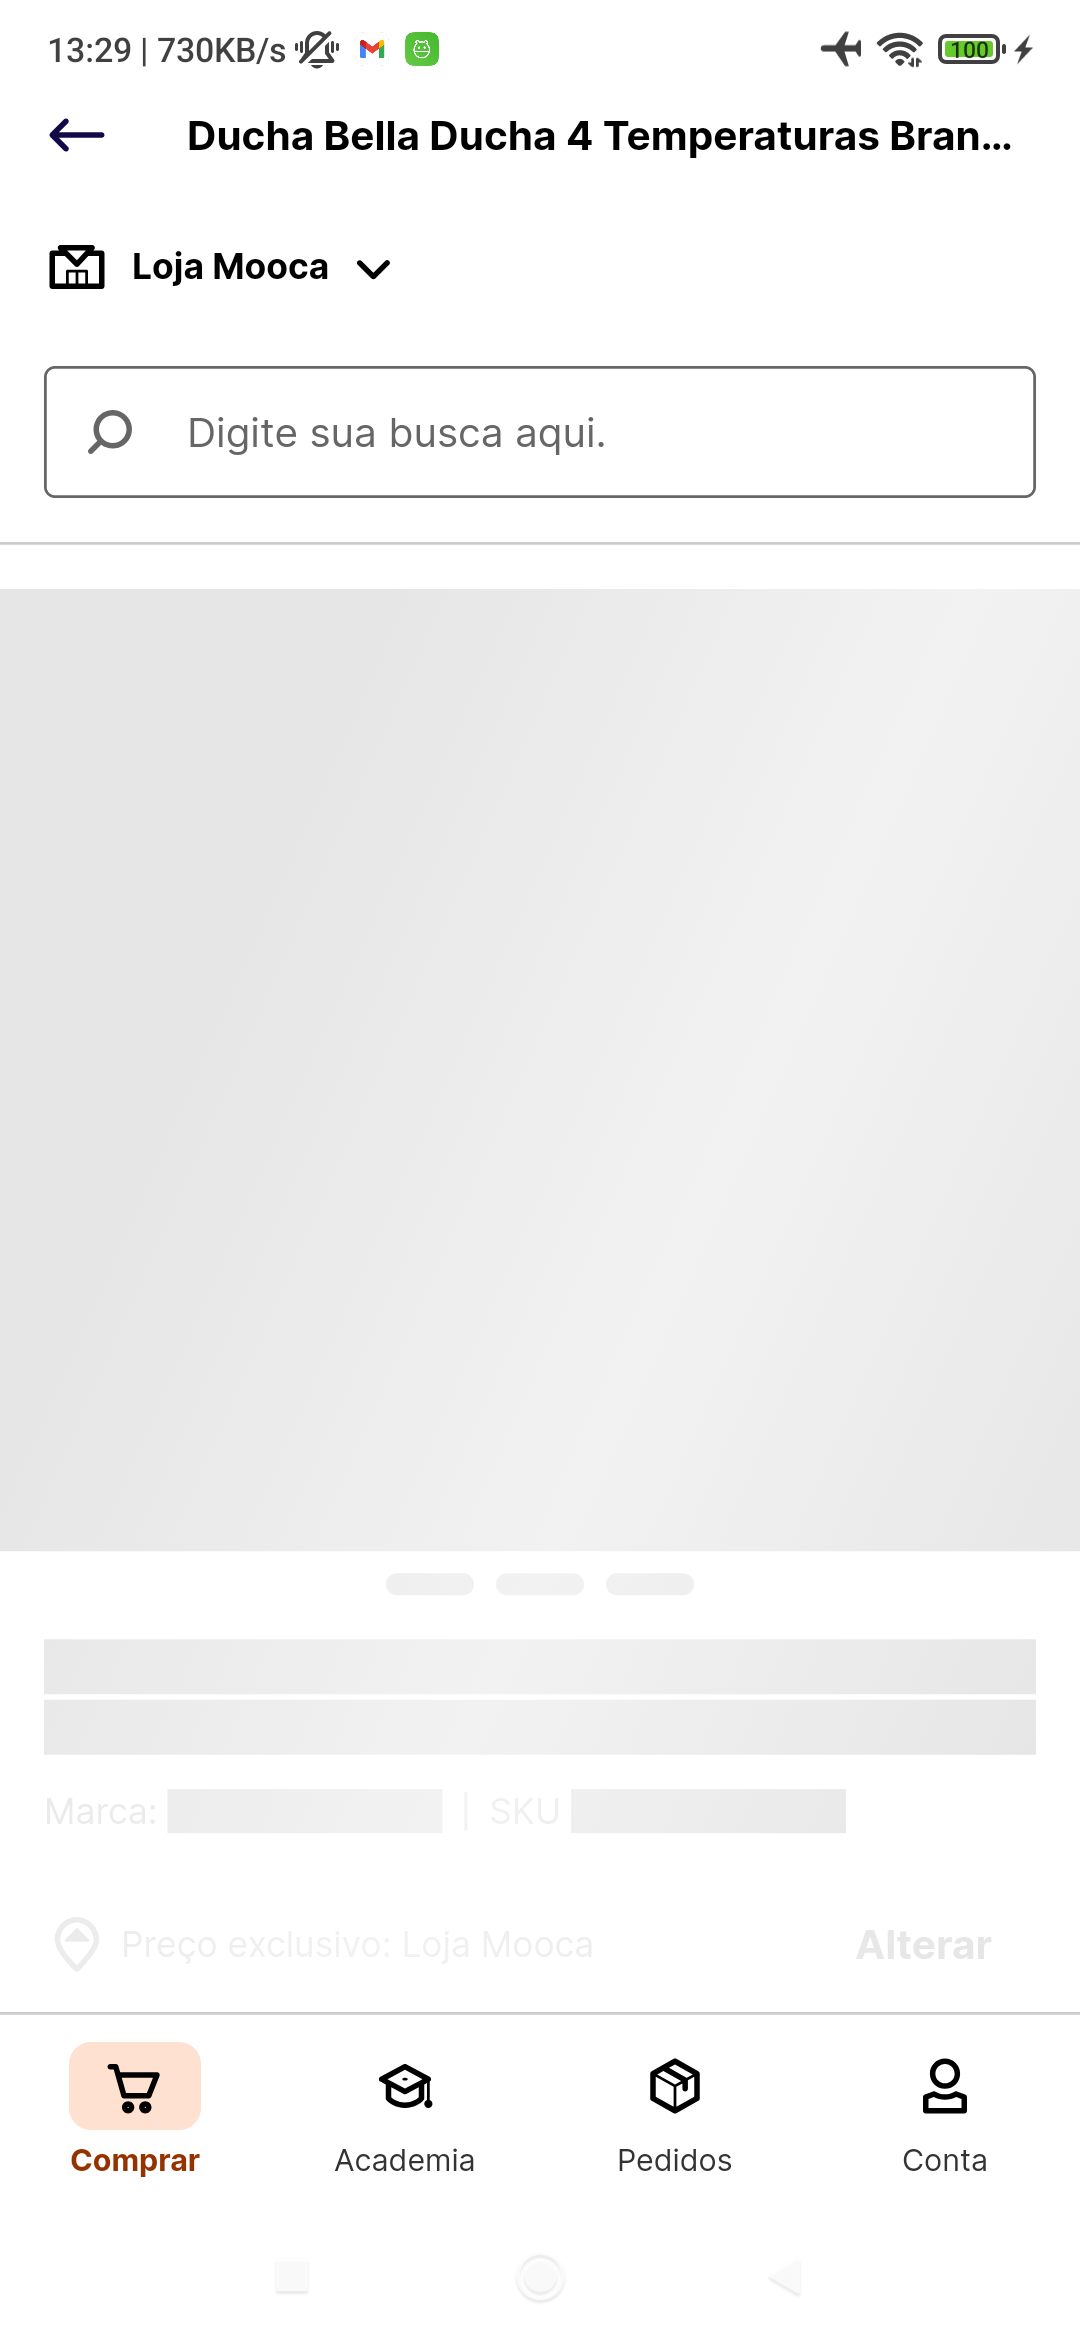 13:29 | 730KB/s
100
Ducha Bella Ducha 4 Temperaturas Bran...
Loja Mooca
Digite sua busca aqui.
Marca: | SKU
Preço exclusivo: Loja Mooca Alterar
Comprar Academia Pedidos Conta